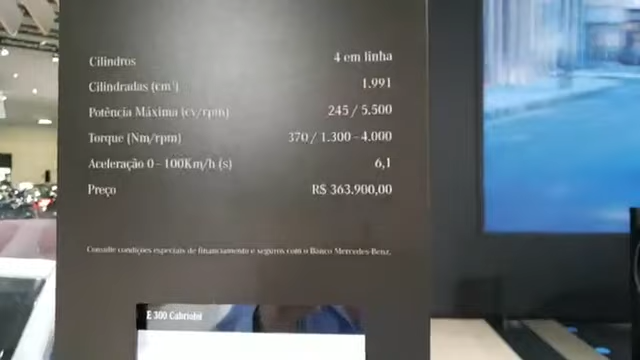 Cilindros 4 em linha
Cilindradas (cm³) 1.991
Potência Máxima (cv/rpm) 245 / 5.500
Torque (Nm/rpm) 370 / 1.300 - 4.000
Aceleração 0 - 100Km/h (s) 6,1
Preço R$ 363.900,00
Consulte condições especiais de financiamento e seguros com o Banco Mercedes-Benz.
E 300 Cabriolet